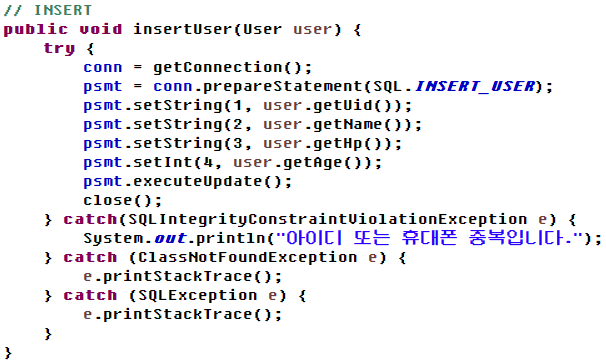 // INSERT
public void insertUser(User user) {
    try {
        conn = getConnection();
        psmt = conn.prepareStatement(SQL.INSERT_USER);
        psmt.setString(1, user.getUid());
        psmt.setString(2, user.getName());
        psmt.setString(3, user.getHp());
        psmt.setInt(4, user.getAge());
        psmt.executeUpdate();
        close();
    } catch(SQLIntegrityConstraintViolationException e) {
        System.out.println("아이디 또는 휴대폰 중복입니다.");
    } catch (ClassNotFoundException e) {
        e.printStackTrace();
    } catch (SQLException e) {
        e.printStackTrace();
    }
}